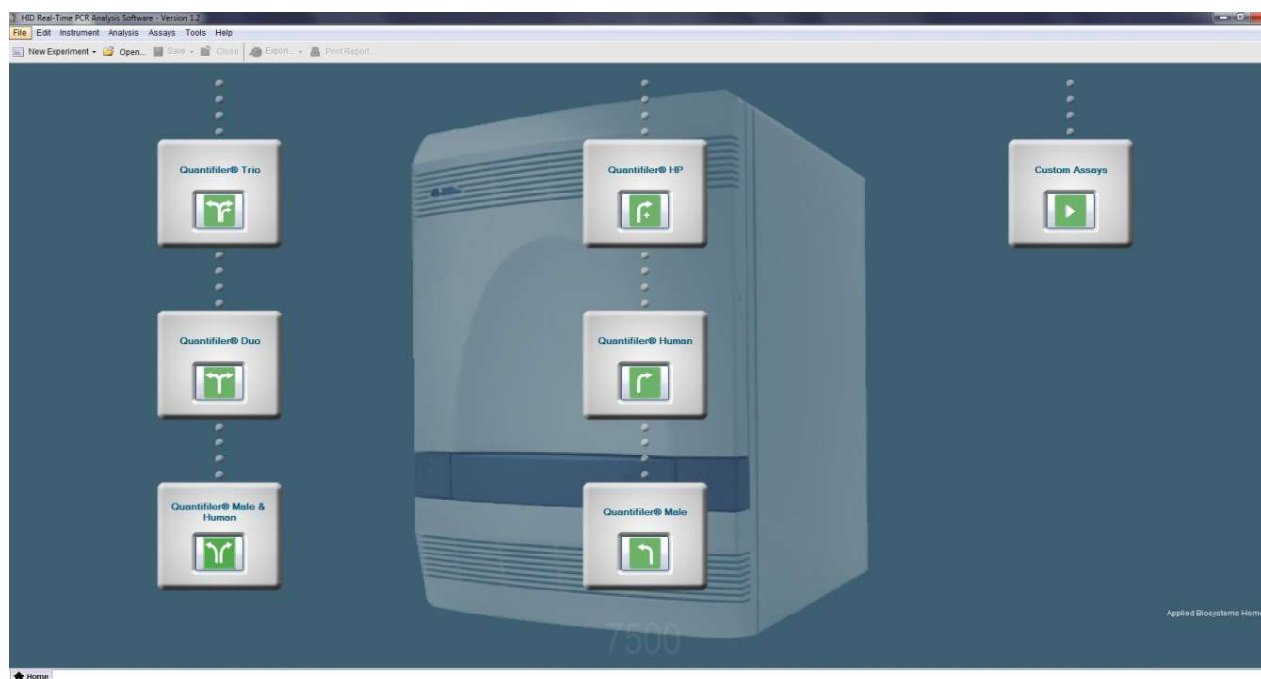 HID Real-Time PCR Analysis Software - Version 1.2
File Edit Instrument Analysis Assays Tools Help
New Experiment Open... Save Close Export... Print Report...
Quantifiler® Trio
Quantifiler® HP
Custom Assays
Quantifiler® Duo
Quantifiler® Human
Quantifiler® Male &
Human
Quantifiler® Male
Applied Biosystems Home
7500
Home